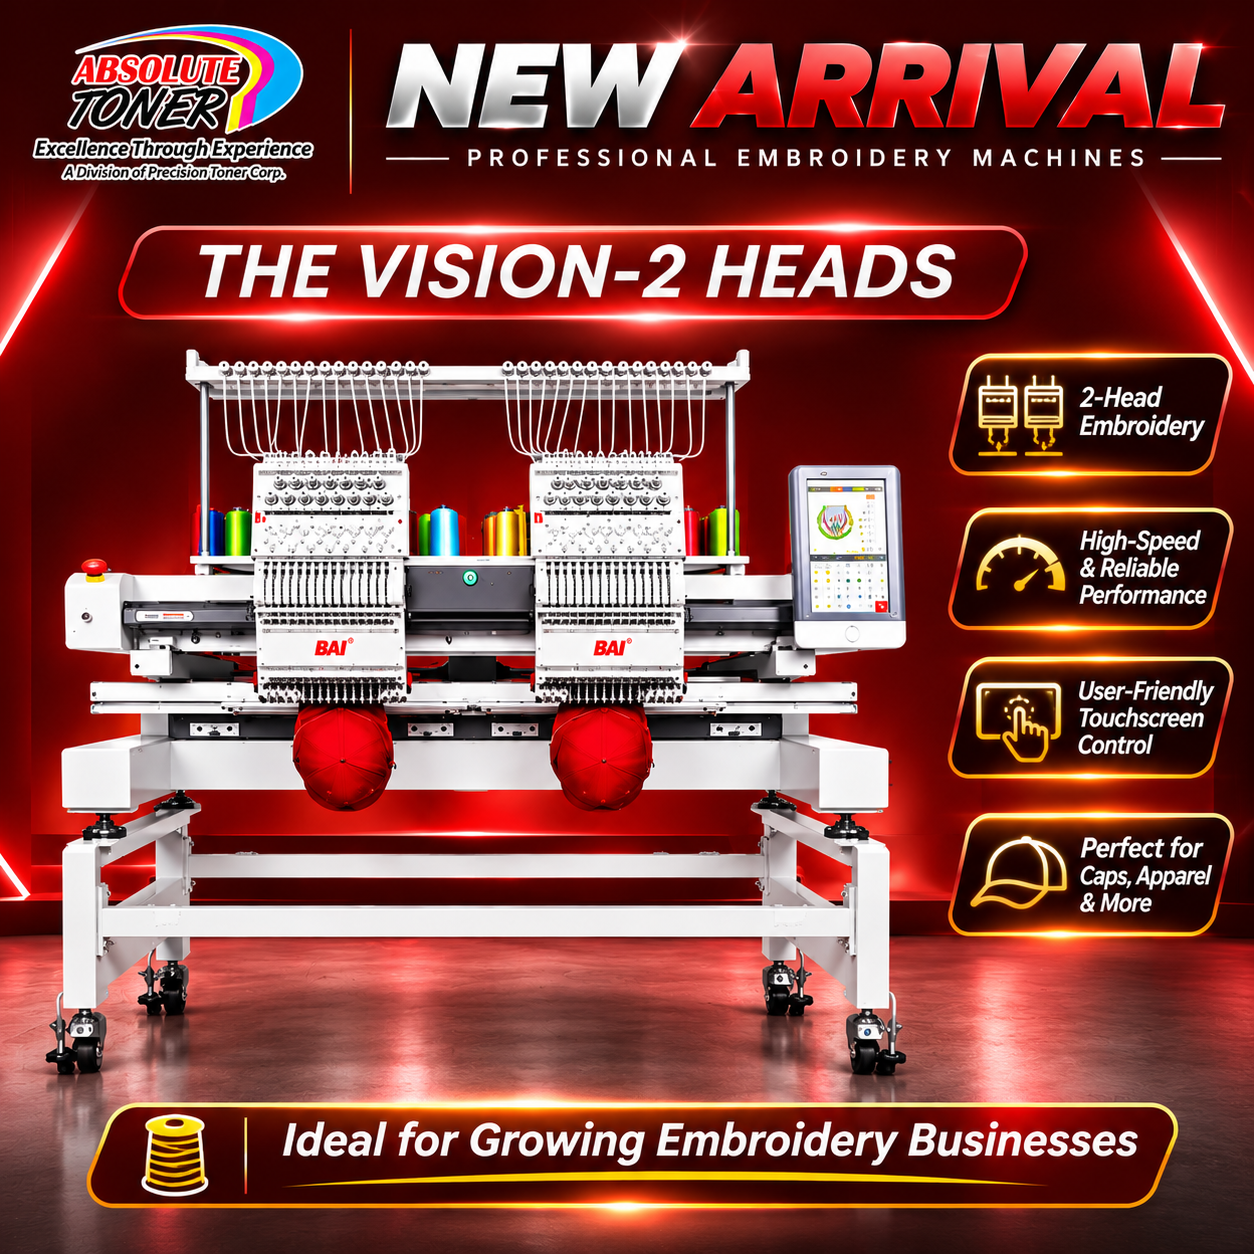 ABSOLUTE
TONER
Excellence Through Experience
A Division of Precision Toner Corp.
NEW ARRIVAL
PROFESSIONAL EMBROIDERY MACHINES
THE VISION-2 HEADS
2-Head
Embroidery
High-Speed
& Reliable
Performance
User-Friendly
Touchscreen
Control
Perfect for
Caps, Apparel
& More
BAI®
BAI®
Ideal for Growing Embroidery Businesses